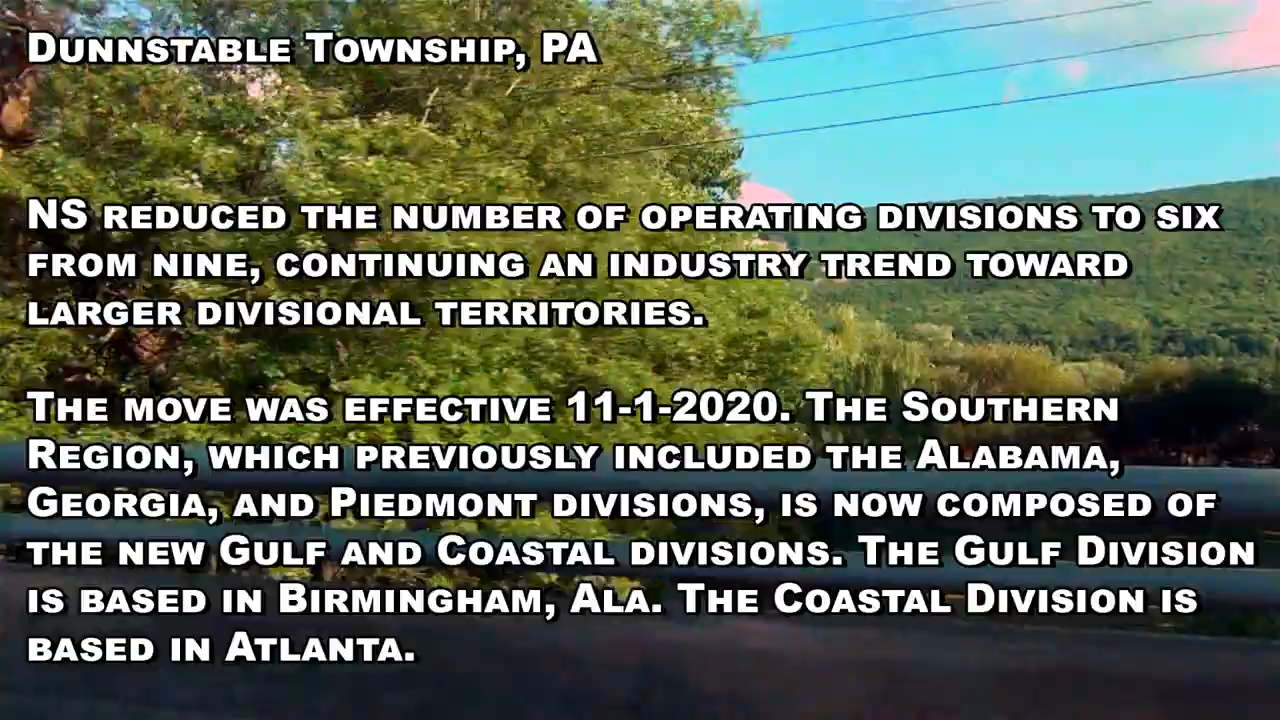 Dunnstable Township, PA
NS reduced the number of operating divisions to six
from nine, continuing an industry trend toward
larger divisional territories.
The move was effective 11-1-2020. The Southern
Region, which previously included the Alabama,
Georgia, and Piedmont divisions, is now composed of
the new Gulf and Coastal divisions. The Gulf Division
is based in Birmingham, Ala. The Coastal Division is
based in Atlanta.